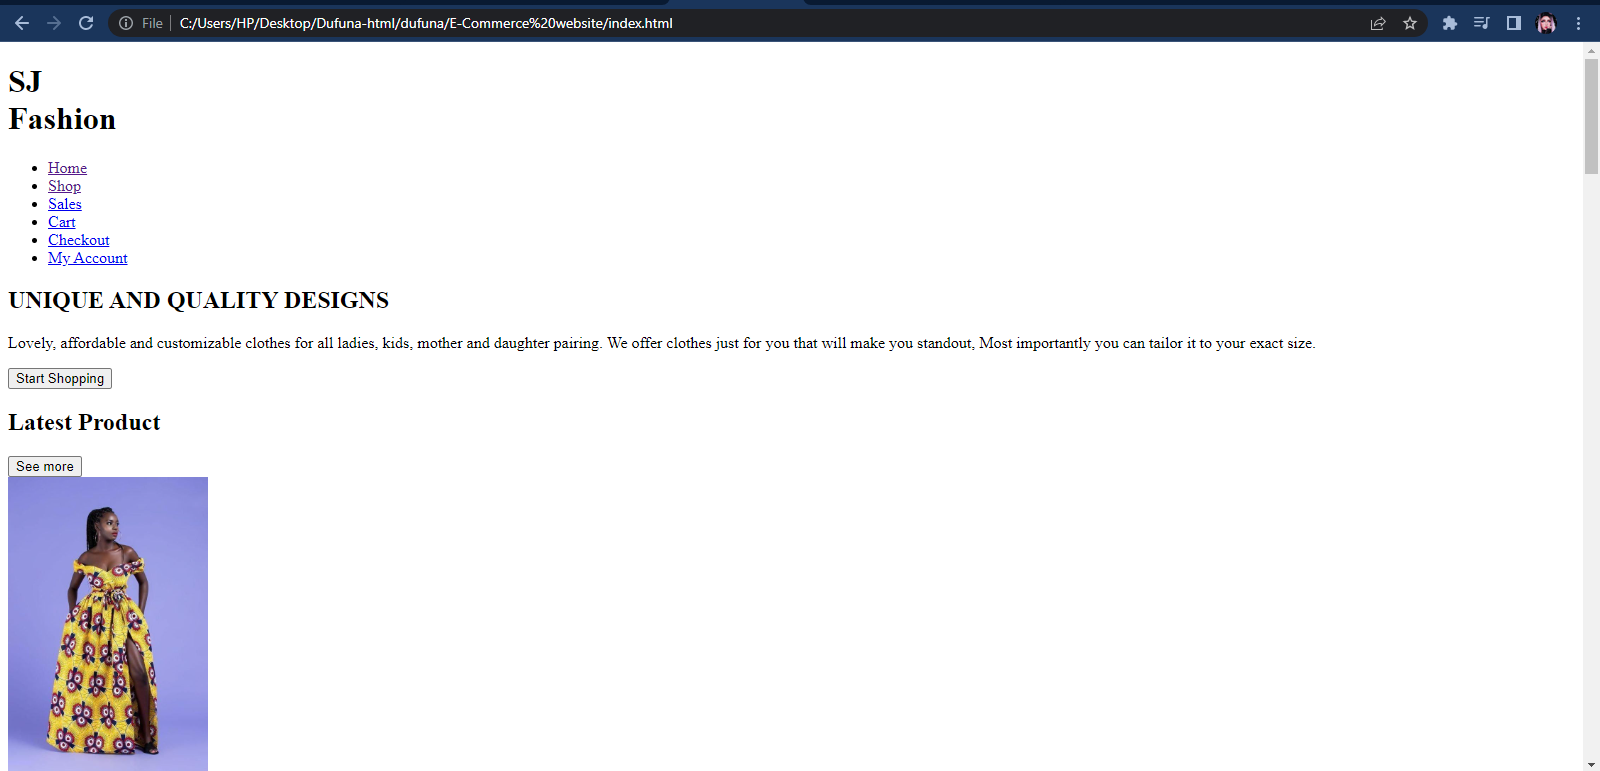 File
C:/Users/HP/Desktop/Dufuna-html/dufuna/E-Commerce%20website/index.html
SJ
Fashion
Home
Shop
Sales
Cart
Checkout
My Account
UNIQUE AND QUALITY DESIGNS
Lovely, affordable and customizable clothes for all ladies, kids, mother and daughter pairing. We offer clothes just for you that will make you standout, Most importantly you can tailor it to your exact size.
Start Shopping
Latest Product
See more